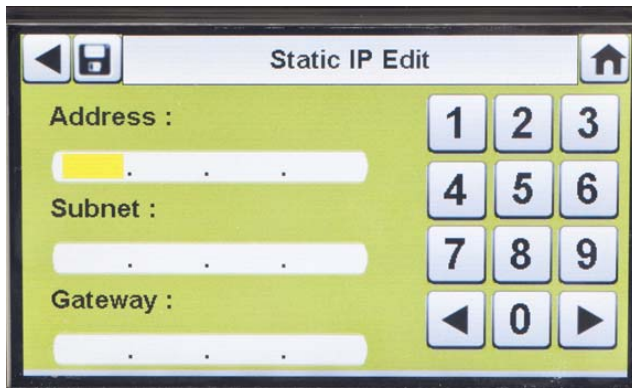 Static IP Edit
Address :
. . .
Subnet :
. . .
Gateway :
. . .
1 2 3
4 5 6
7 8 9
0